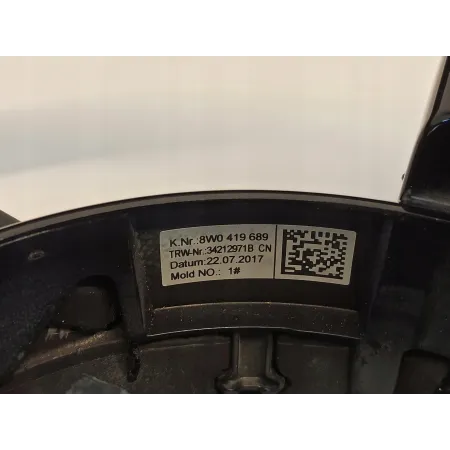 K.Nr.:8W0 419 689
TRW-Nr.:34212971B CN
Datum:22.07.2017
Mold NO.: 1#